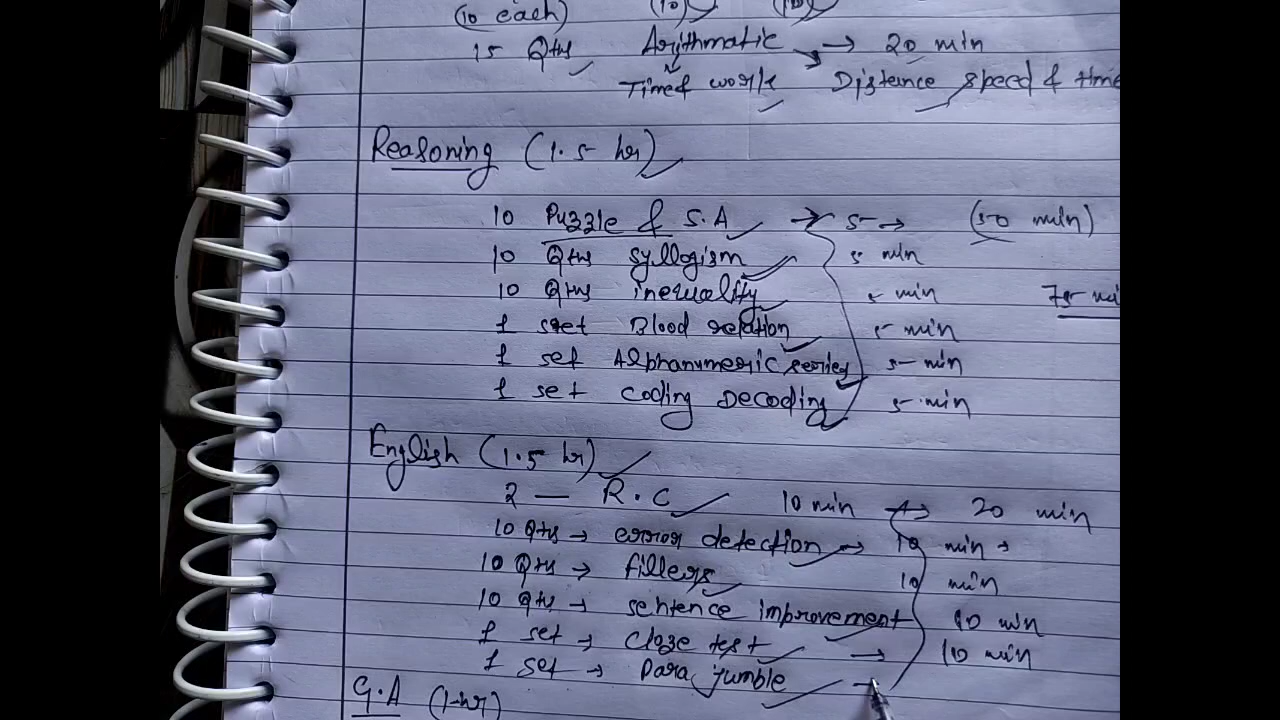 (10 each) (10) (10)
15 Qtns Arithmatic → 20 min
Time & work Distance speed & time
Reasoning (1.5 hr)
10 Puzzle & S.A → 5 → (50 min)
10 Qtns syllogism 5 min
10 Qtns inequality 5 min 75 mi
1 set Blood relation 5 min
1 set Alphanumeric series 5 min
1 set Coding Decoding 5 min
English (1.5 hr)
2 — R.C 10 min → 20 min
10 Qtns → error detection → 10 min →
10 Qtns → fillers 10 min
10 Qtns → sentence improvement 10 min
1 set → Cloze test → 10 min
1 set → Para jumble →
G.A (1-hr)